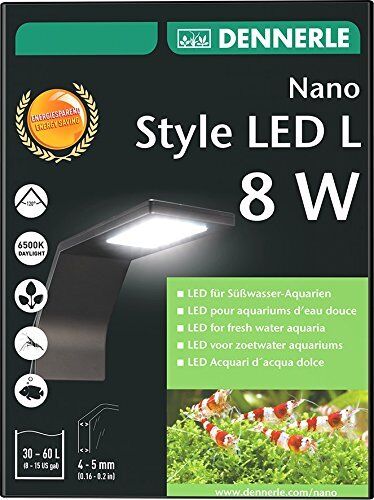 DENNERLE
Nano
Style LED L
8 W
ENERGIESPAREND
ENERGY SAVING
120°
6500K
DAYLIGHT
LED für Süßwasser-Aquarien
LED pour aquariums d'eau douce
LED for fresh water aquaria
LED voor zoetwater aquariums
LED Acquari d´acqua dolce
30 – 60 L
(8 – 15 US gal)
4 - 5 mm
(0.16 - 0.2 in)
www.dennerle.com/nano